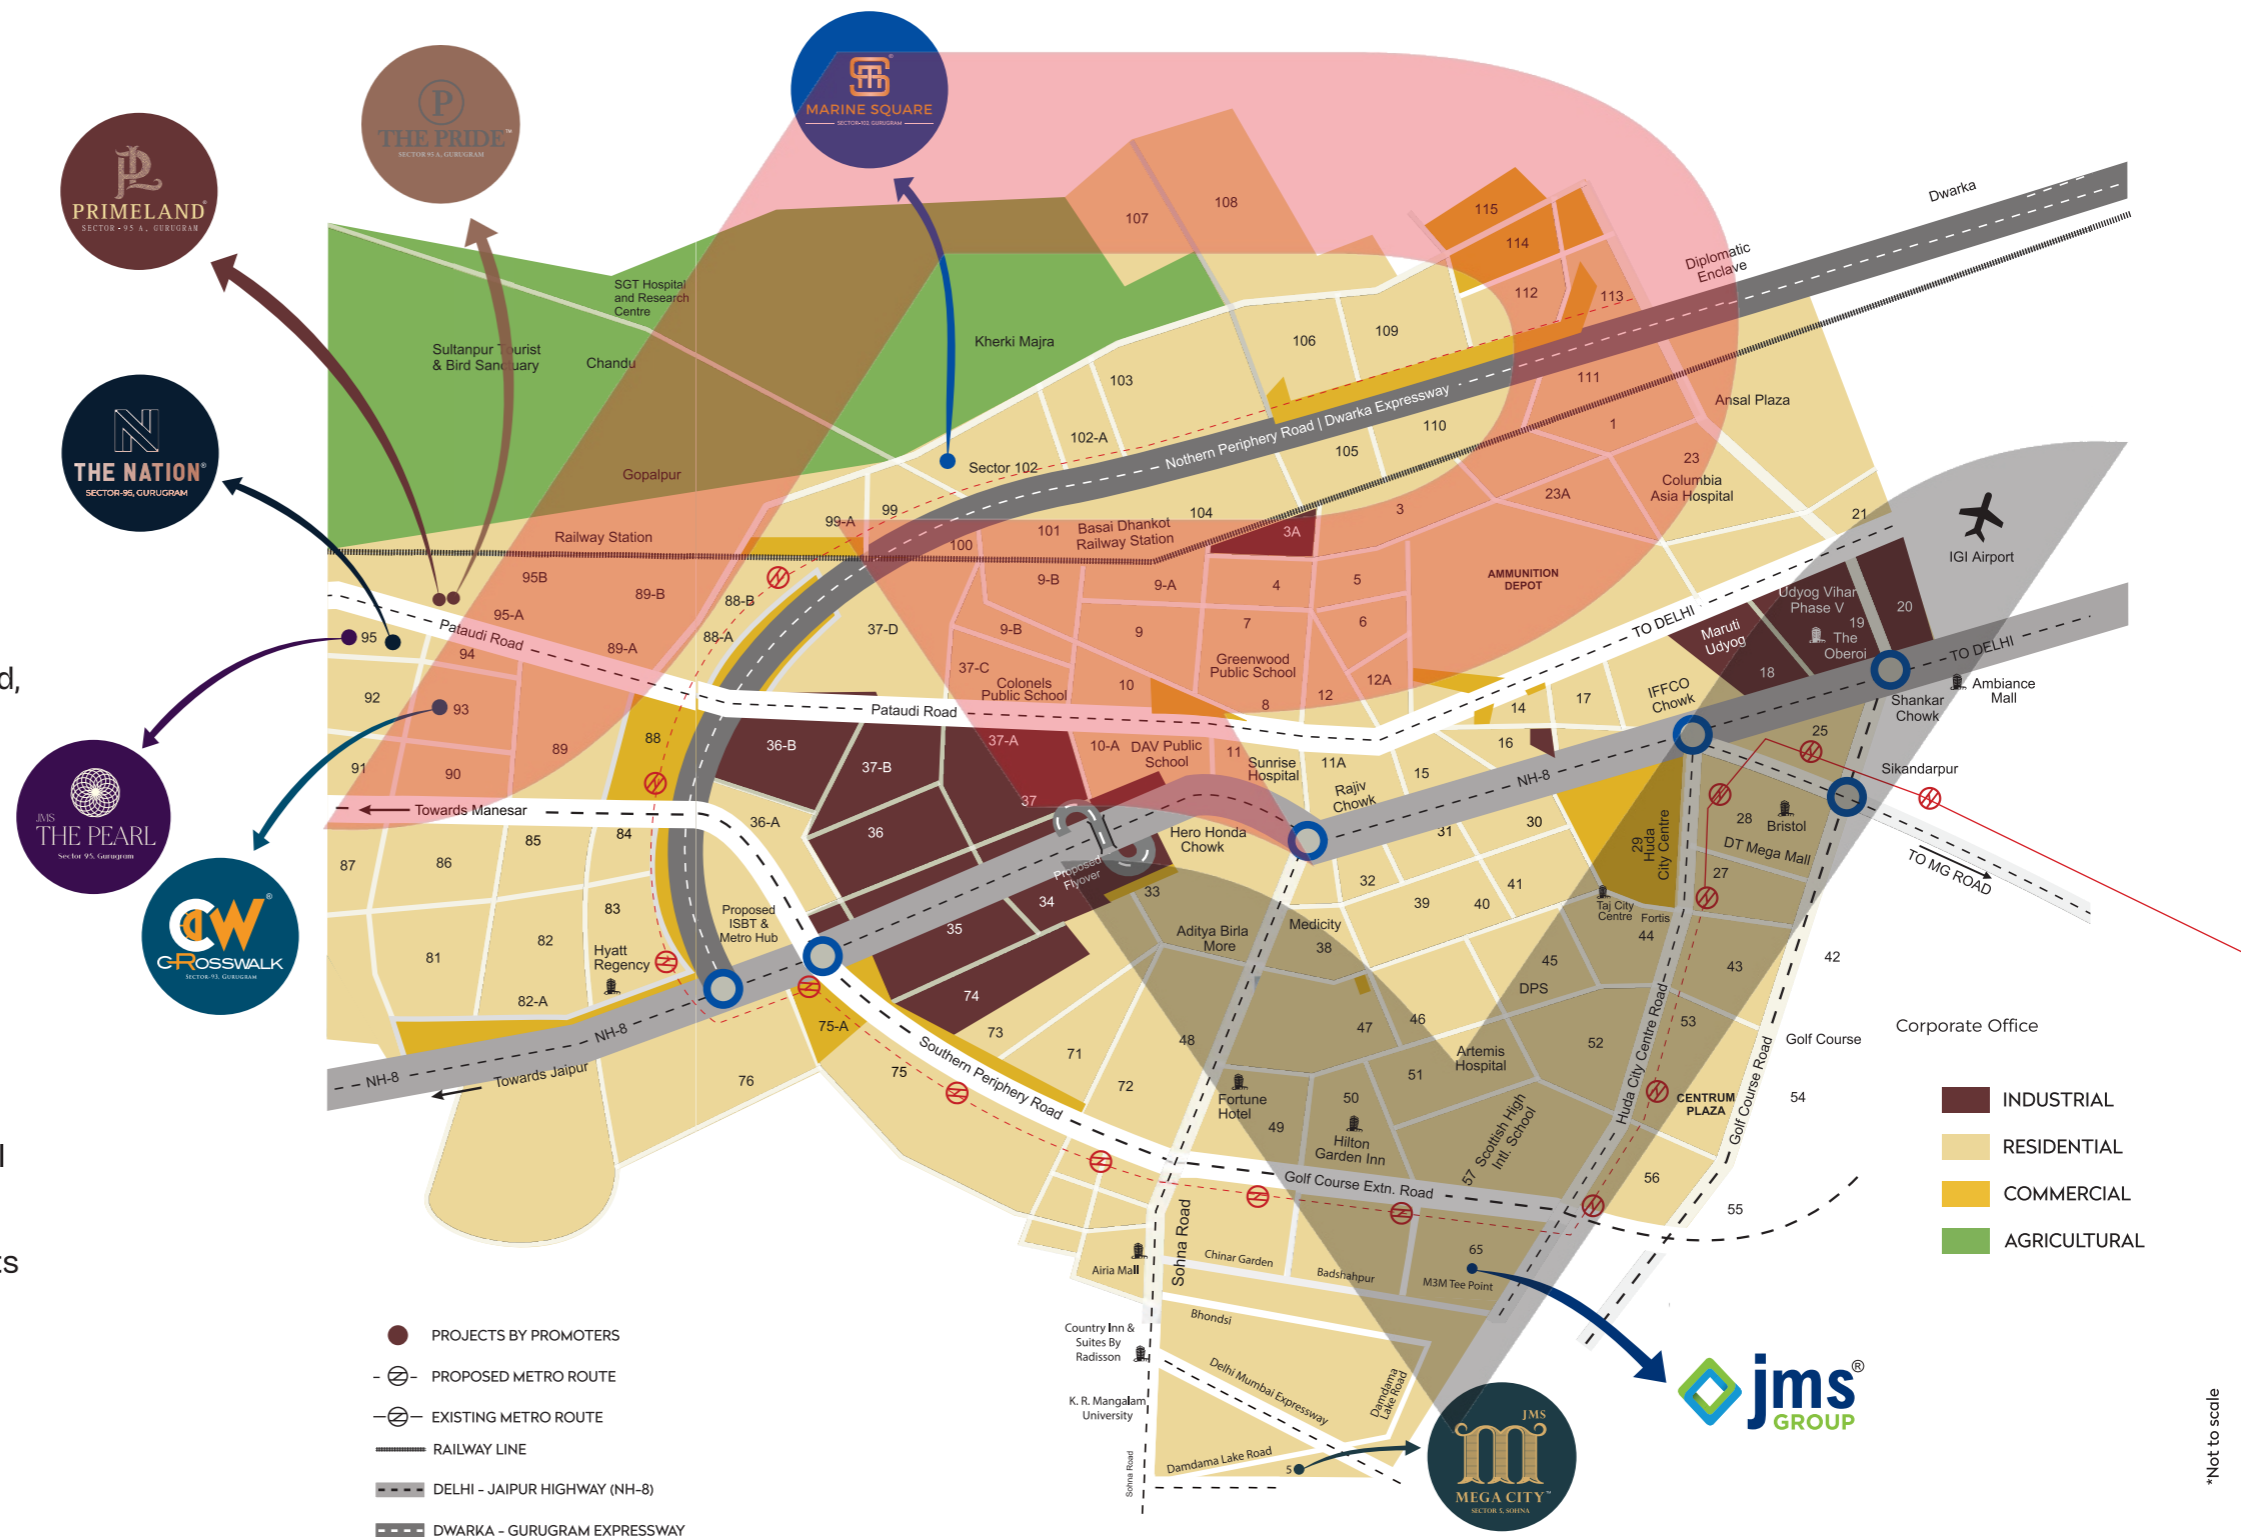 THE PRIDE™
SECTOR 95 A, GURUGRAM
MARINE SQUARE
SECTOR-102, GURUGRAM
PRIMELAND®
SECTOR - 95 A, GURUGRAM
THE NATION®
SECTOR-95, GURUGRAM
JMS
THE PEARL
Sector 95, Gurugram
CROSSWALK
SECTOR-93, GURUGRAM
d,
l
ts
Dwarka
Diplomatic
Enclave
115
114
112
113
108
107
106
109
111
110
105
103
102-A
Sector 102
104
101
100
99
99-A
SGT Hospital
and Research
Centre
Sultanpur Tourist
& Bird Sanctuary
Chandu
Kherki Majra
Gopalpur
Nothern Periphery Road | Dwarka Expressway
Railway Station
Basai Dhankot
Railway Station
3A
3
1
23
23A
Columbia
Asia Hospital
Ansal Plaza
21
AMMUNITION
DEPOT
IGI Airport
95B
95-A
89-B
89-A
88-B
88-A
37-D
9-B
9-A
4
5
9-B
9
7
6
37-C
Colonels
Public School
10
Greenwood
Public School
12
12A
8
Pataudi Road
95
94
92
93
91
90
89
88
Pataudi Road
36-B
37-B
37-A
10-A
DAV Public
School
11
Sunrise
Hospital
11A
Rajiv
Chowk
15
16
14
17
IFFCO
Chowk
TO DELHI
Maruti
Udyog
Udyog Vihar
Phase V
19
The
Oberoi
20
18
TO DELHI
Ambiance
Mall
Shankar
Chowk
25
Sikandarpur
28
Bristol
DT Mega Mall
27
TO MG ROAD
NH-8
Towards Manesar
37
36
36-A
Hero Honda
Chowk
Proposed
Flyover
35
34
33
74
32
31
30
39
40
41
29
Huda
City Centre
Taj City
Centre
Fortis
44
45
43
42
87
86
85
84
83
82
81
82-A
Hyatt
Regency
Proposed
ISBT &
Metro Hub
NH-8
NH-8
Towards Jaipur
76
75-A
75
73
71
72
48
Aditya Birla
More
Medicity
38
DPS
47
46
Artemis
Hospital
51
52
53
Huda City Centre Road
CENTRUM
PLAZA
Golf Course
54
Golf Course Road
Southern Periphery Road
Fortune
Hotel
49
50
Hilton
Garden Inn
57
Scottish High
Intl. School
Golf Course Extn. Road
56
55
65
M3M Tee Point
Sohna Road
Chinar Garden
Badshahpur
Airia Mall
Bhondsi
Country Inn &
Suites By
Radisson
Delhi Mumbai Expressway
Damdama
Lake Road
K. R. Mangalam
University
Sohna Road
Damdama Lake Road
5
JMS
MEGA CITY™
SECTOR 5, SOHNA
jms®
GROUP
Corporate Office
INDUSTRIAL
RESIDENTIAL
COMMERCIAL
AGRICULTURAL
PROJECTS BY PROMOTERS
PROPOSED METRO ROUTE
EXISTING METRO ROUTE
RAILWAY LINE
DELHI - JAIPUR HIGHWAY (NH-8)
DWARKA - GURUGRAM EXPRESSWAY
*Not to scale